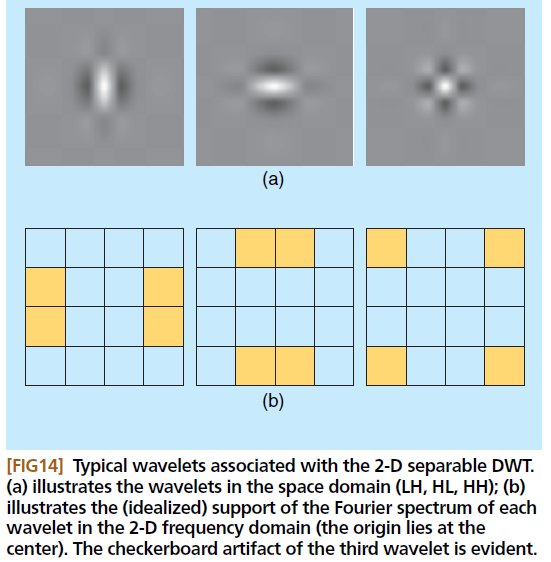 (a)
(b)
[FIG14] Typical wavelets associated with the 2-D separable DWT.
(a) illustrates the wavelets in the space domain (LH, HL, HH); (b)
illustrates the (idealized) support of the Fourier spectrum of each
wavelet in the 2-D frequency domain (the origin lies at the
center). The checkerboard artifact of the third wavelet is evident.